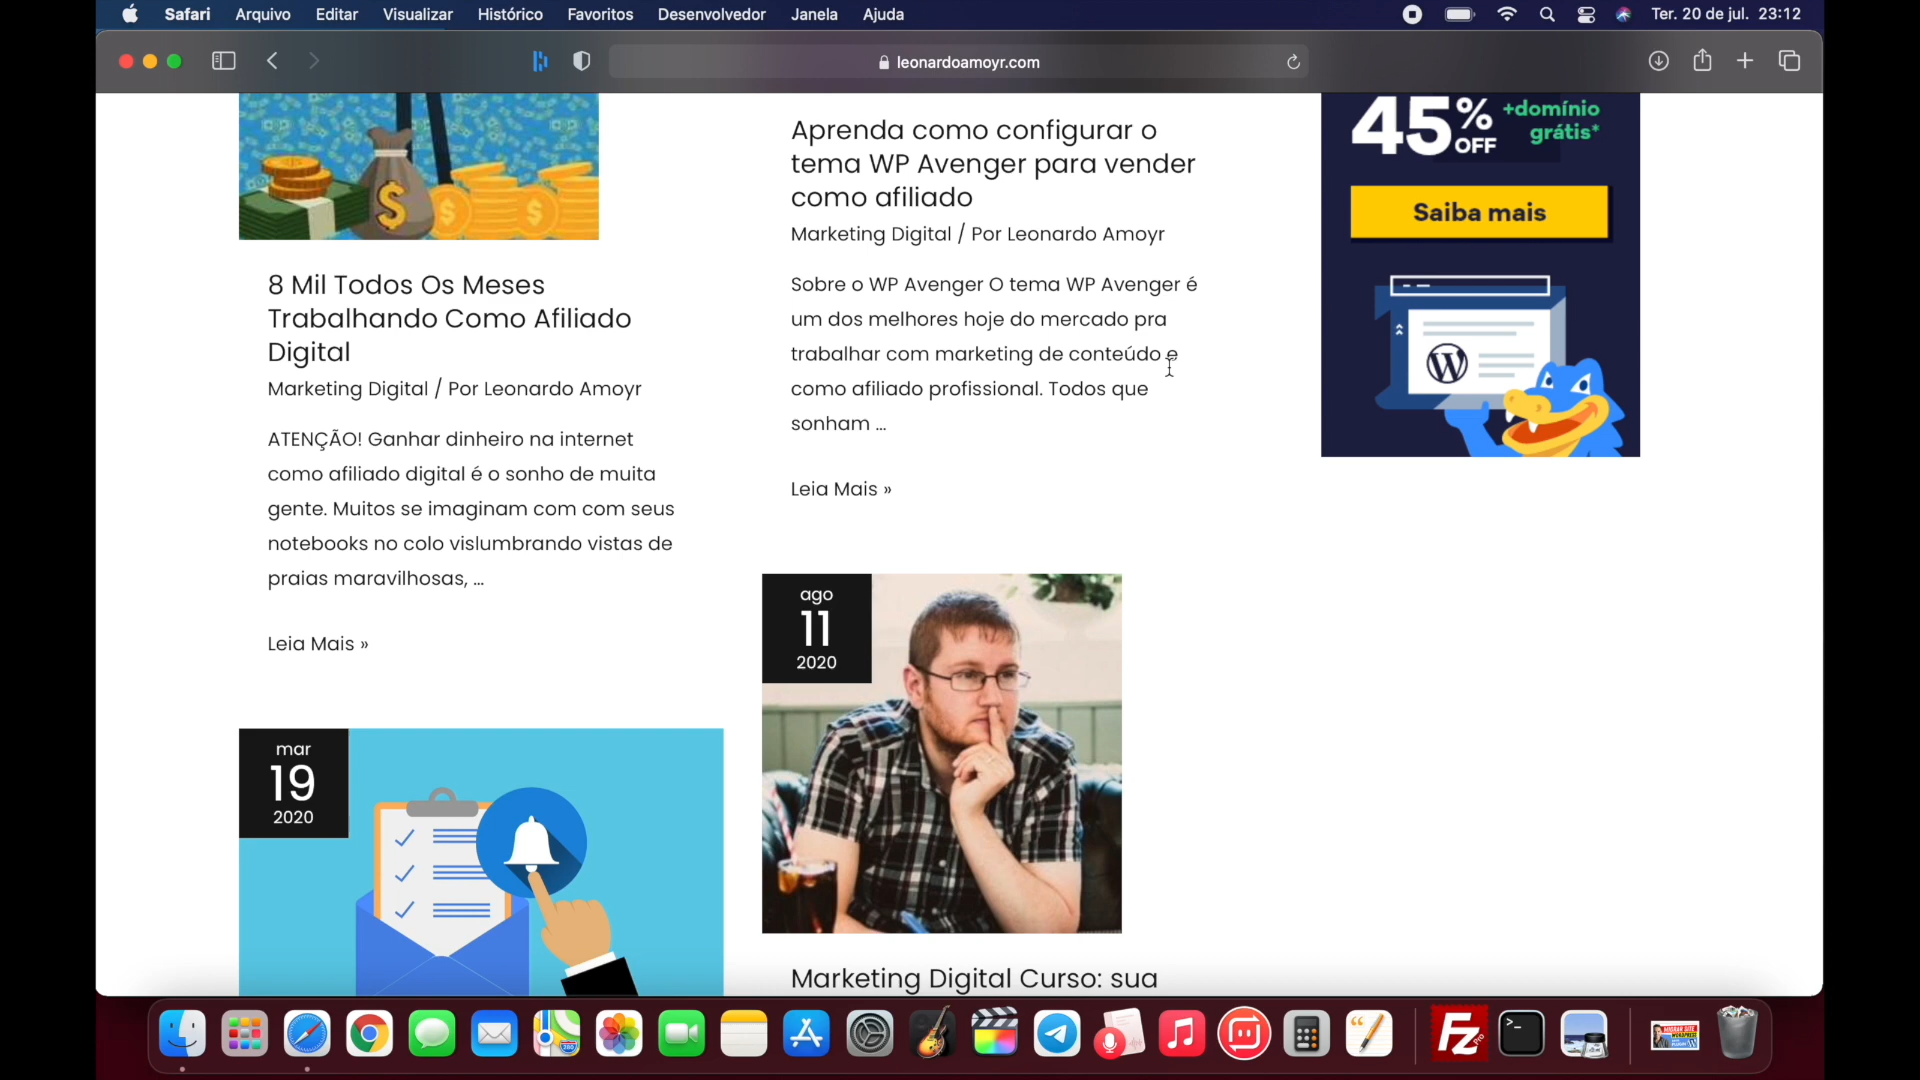 Safari Arquivo Editar Visualizar Histórico Favoritos Desenvolvedor Janela Ajuda Ter. 20 de jul. 23:12
leonardoamoyr.com
8 Mil Todos Os Meses
Trabalhando Como Afiliado
Digital
Marketing Digital / Por Leonardo Amoyr
ATENÇÃO! Ganhar dinheiro na internet
como afiliado digital é o sonho de muita
gente. Muitos se imaginam com com seus
notebooks no colo vislumbrando vistas de
praias maravilhosas, ...
Leia Mais »
mar
19
2020
Aprenda como configurar o
tema WP Avenger para vender
como afiliado
Marketing Digital / Por Leonardo Amoyr
Sobre o WP Avenger O tema WP Avenger é
um dos melhores hoje do mercado pra
trabalhar com marketing de conteúdo e
como afiliado profissional. Todos que
sonham ...
Leia Mais »
ago
11
2020
Marketing Digital Curso: sua
45% OFF
+domínio
grátis*
Saiba mais
W
Fz
Pro